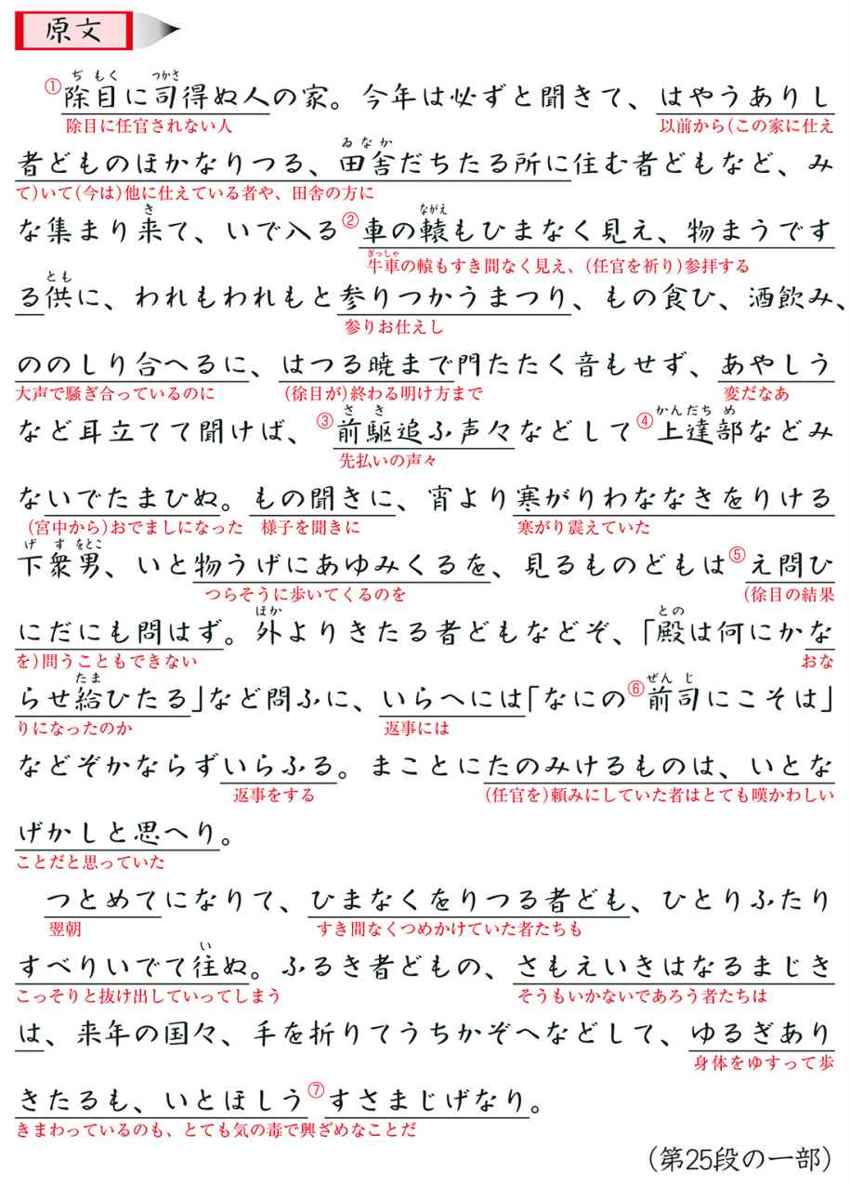 原文
①除目に司得ぬ人の家。今年は必ずと聞きて、はやうありし
ぢもく つかさ
除目に任官されない人 以前から(この家に仕え
者どものほかなりつる、田舎だちたる所に住む者どもなど、み
ゐなか
て)いて(今は)他に仕えている者や、田舎の方に
な集まり来て、いで入る②車の轅もひまなく見え、物まうです
き ながえ
牛車の轅もすき間なく見え、(任官を祈り)参拝する
ぎっしゃ
る供に、われもわれもと参りつかうまつり、もの食ひ、酒飲み、
とも
参りお仕えし
ののしり合へるに、はつる暁まで門たたく音もせず、あやしう
大声で騒ぎ合っているのに (徐目が)終わる明け方まで 変だなあ
など耳立てて聞けば、③前駆追ふ声々などして④上達部などみ
さき かんだちめ
先払いの声々
ないでたまひぬ。もの聞きに、宵より寒がりわななきをりける
(宮中から)おでましになった 様子を聞きに 寒がり震えていた
下衆男、いと物うげにあゆみくるを、見るものどもは⑤え問ひ
げす をとこ
つらそうに歩いてくるのを (徐目の結果
にだにも問はず。外よりきたる者どもなどぞ、「殿は何にかな
ほか との
を)問うこともできない おな
らせ給ひたる」など問ふに、いらへには「なにの⑥前司にこそは」
たま ぜんじ
りになったのか 返事には
などぞかならずいらふる。まことにたのみけるものは、いとな
返事をする (任官を)頼みにしていた者はとても嘆かわしい
げかしと思へり。
ことだと思っていた
つとめてになりて、ひまなくをりつる者ども、ひとりふたり
翌朝 すき間なくつめかけていた者たちも
すべりいでて往ぬ。ふるき者どもの、さもえいきはなるまじき
い
こっそりと抜け出していってしまう そうもいかないであろう者たちは
は、来年の国々、手を折りてうちかぞへなどして、ゆるぎあり
身体をゆすって歩
きたるも、いとほしう⑦すさまじげなり。
きまわっているのも、とても気の毒で興ざめなことだ
(第25段の一部)